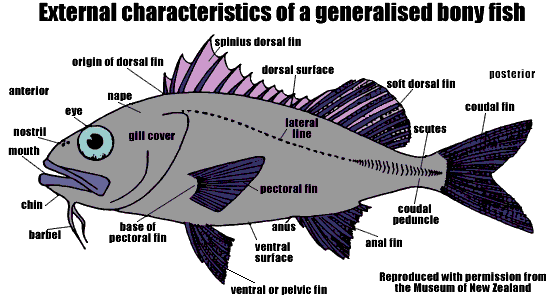 External characteristics of a generalised bony fish
spinius dorsal fin
origin of dorsal fin
dorsal surface
soft dorsal fin
posterior
anterior
nape
coudal fin
eye
nostril
gill cover
lateral
line
scutes
mouth
pectoral fin
chin
base of
pectoral fin
coudal
peduncle
barbel
anus
ventral
surface
anal fin
ventral or pelvic fin
Reproduced with permission from
the Museum of New Zealand